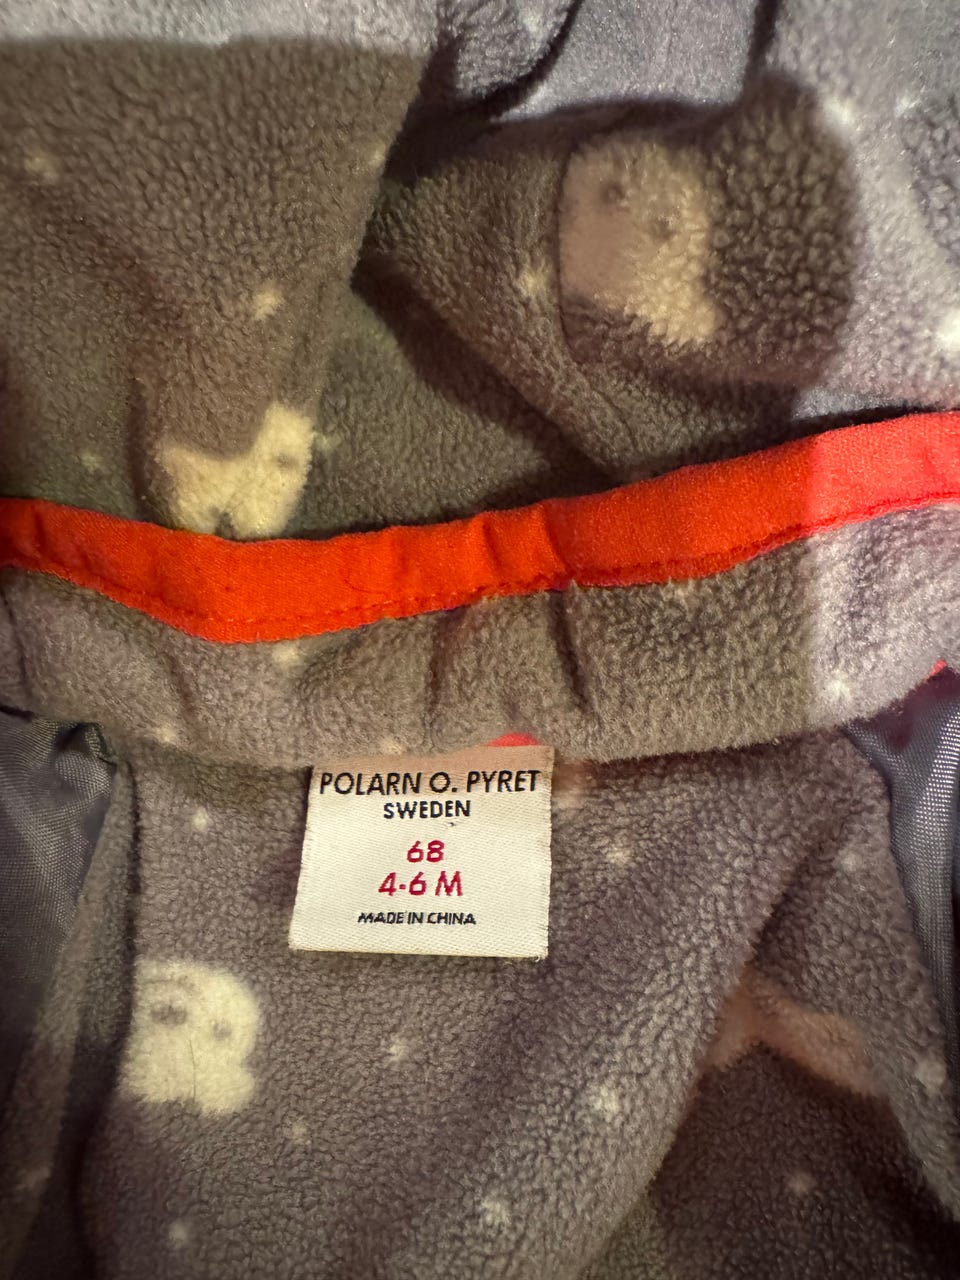 POLARN O. PYRET
SWEDEN
68
4-6 M
MADE IN CHINA